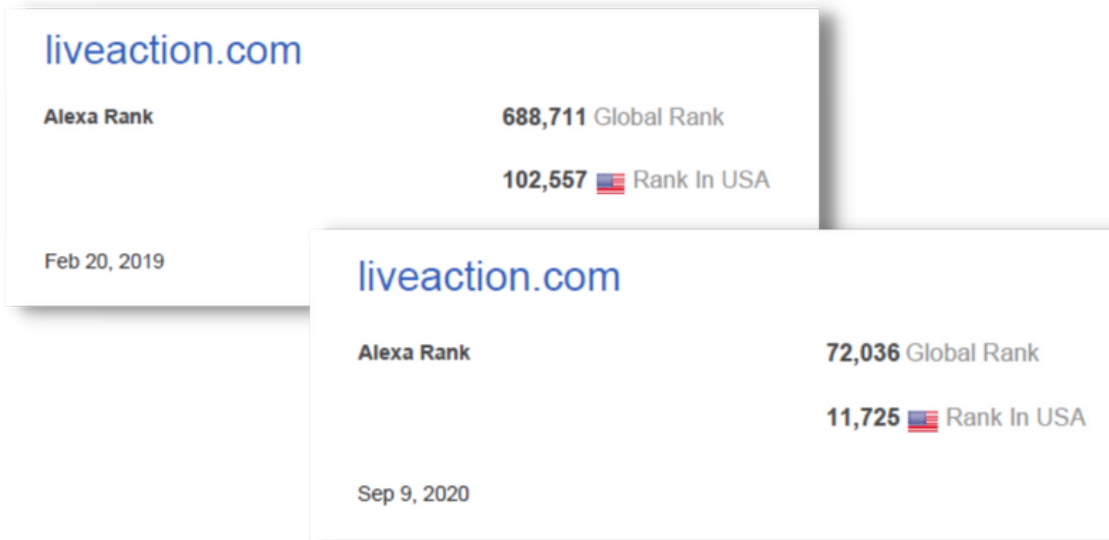 liveaction.com
Alexa Rank 688,711 Global Rank
102,557 Rank In USA
Feb 20, 2019
liveaction.com
Alexa Rank 72,036 Global Rank
11,725 Rank In USA
Sep 9, 2020